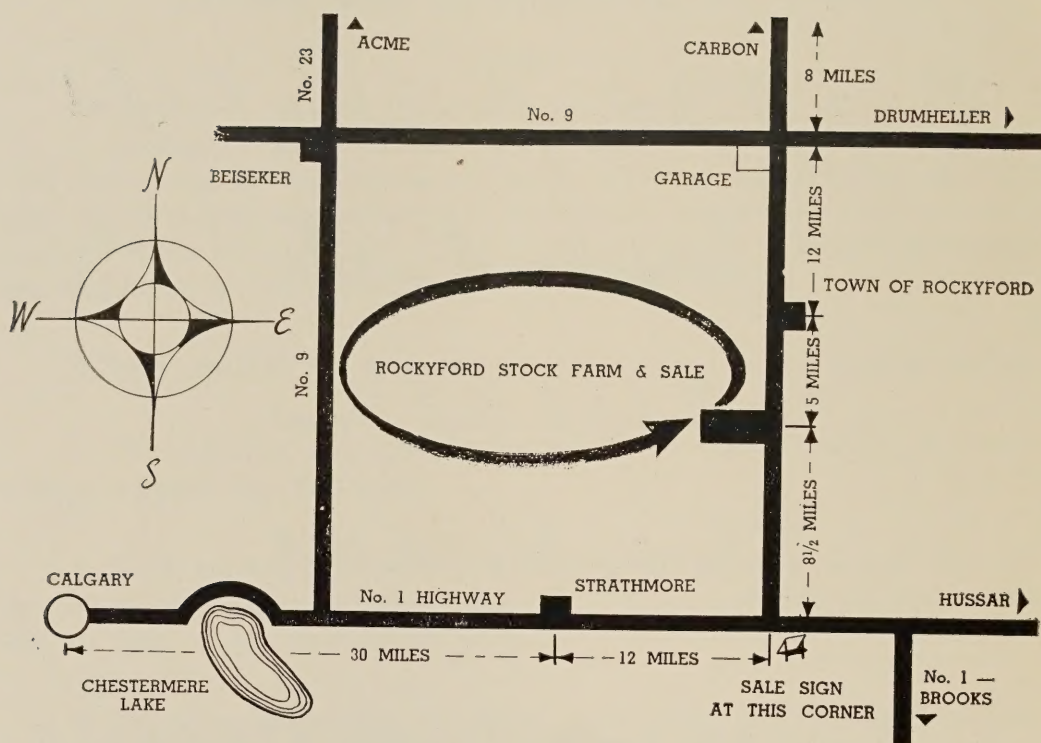 ACME
CARBON
No. 23
8 MILES
No. 9
DRUMHELLER
BEISEKER
GARAGE
12 MILES
N
W
E
S
TOWN OF ROCKYFORD
No. 9
ROCKYFORD STOCK FARM & SALE
5 MILES
8 1/2 MILES
CALGARY
No. 1 HIGHWAY
STRATHMORE
HUSSAR
30 MILES
12 MILES
CHESTERMERE
LAKE
SALE SIGN
AT THIS CORNER
No. 1 —
BROOKS